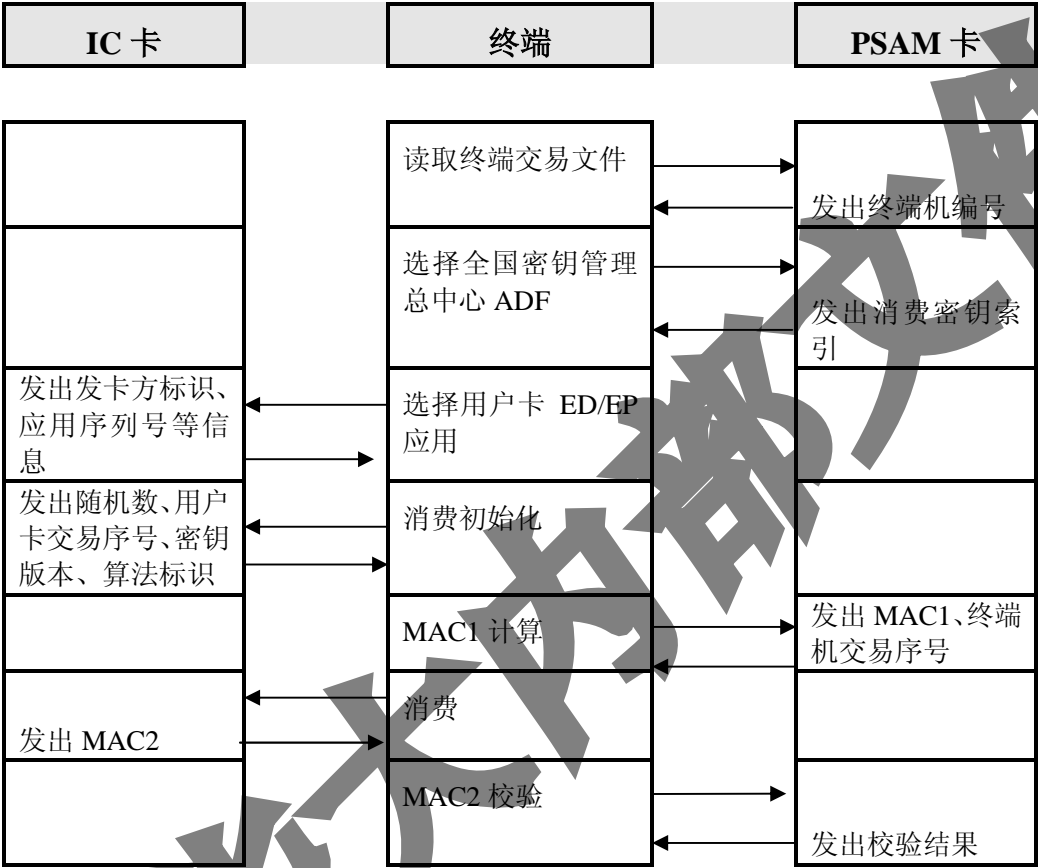 IC 卡
终端
PSAM 卡
读取终端交易文件
发出终端机编号
选择全国密钥管理
总中心 ADF
发出消费密钥索
引
发出发卡方标识、
应用序列号等信
息
选择用户卡 ED/EP
应用
发出随机数、用户
卡交易序号、密钥
版本、算法标识
消费初始化
MAC1 计算
发出 MAC1、终端
机交易序号
消费
发出 MAC2
MAC2 校验
发出校验结果
大内部文